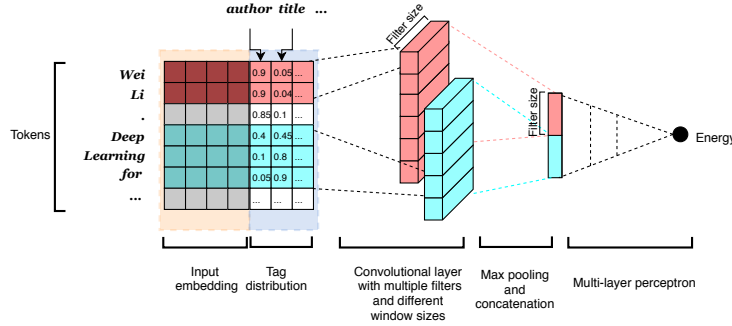 author title ...
Filter size
Wei 0.9 0.05 ...
Li 0.9 0.04 ...
. 0.85 0.1 ...
Deep 0.4 0.45 ...
Learning 0.1 0.8 ...
for 0.05 0.9 ...
... ... ... ...
Tokens
Filter size
Energy
Input
embedding
Tag
distribution
Convolutional layer
with multiple filters
and different
window sizes
Max pooling
and
concatenation
Multi-layer perceptron